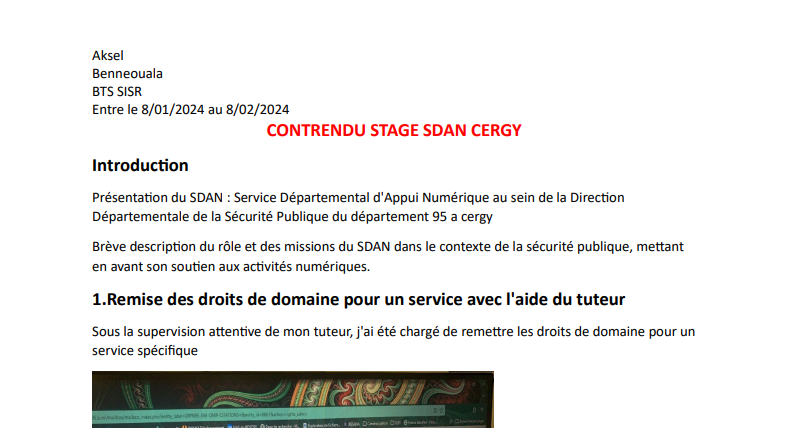 Aksel
Benneouala
BTS SISR
Entre le 8/01/2024 au 8/02/2024
CONTRENDU STAGE SDAN CERGY
Introduction
Présentation du SDAN : Service Départemental d'Appui Numérique au sein de la Direction
Départementale de la Sécurité Publique du département 95 a cergy
Brève description du rôle et des missions du SDAN dans le contexte de la sécurité publique, mettant
en avant son soutien aux activités numériques.
1.Remise des droits de domaine pour un service avec l'aide du tuteur
Sous la supervision attentive de mon tuteur, j'ai été chargé de remettre les droits de domaine pour un
service spécifique